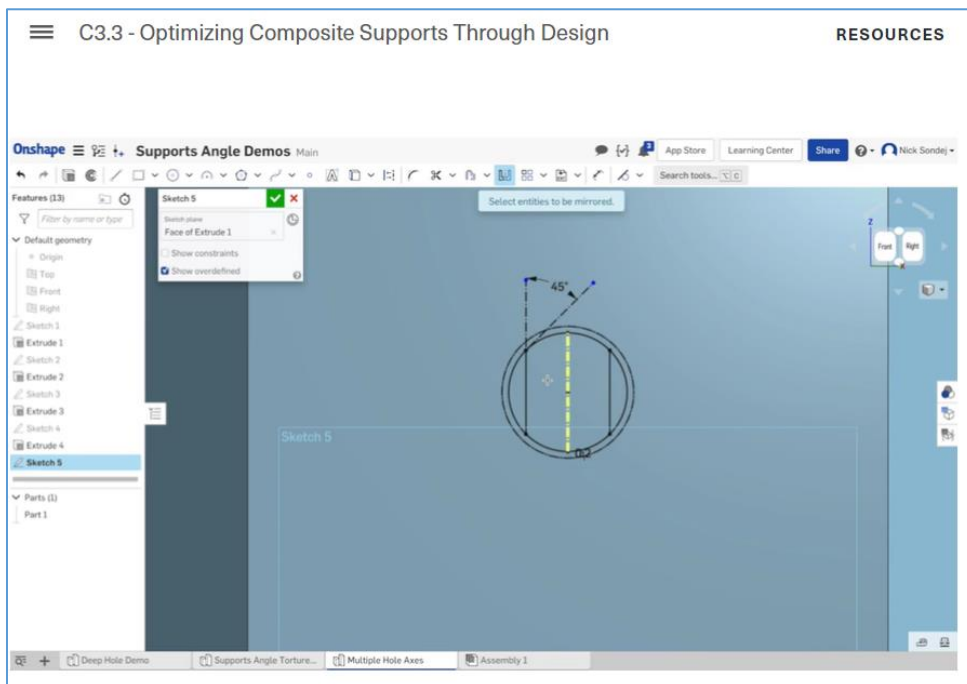 C3.3 - Optimizing Composite Supports Through Design
RESOURCES
Onshape Supports Angle Demos Main
App Store Learning Center Share Nick Sondej
Search tools... ⌥ C
Features (13)
Filter by name or type
Default geometry
Origin
Top
Front
Right
Sketch 1
Extrude 1
Sketch 2
Extrude 2
Sketch 3
Extrude 3
Sketch 4
Extrude 4
Sketch 5
Parts (1)
Part 1
Sketch 5
Sketch plane
Face of Extrude 1
Show constraints
Show overdefined
Select entities to be mirrored.
Z
Front Right
45°
0.2
Sketch 5
Deep Hole Demo Supports Angle Torture... Multiple Hole Axes Assembly 1